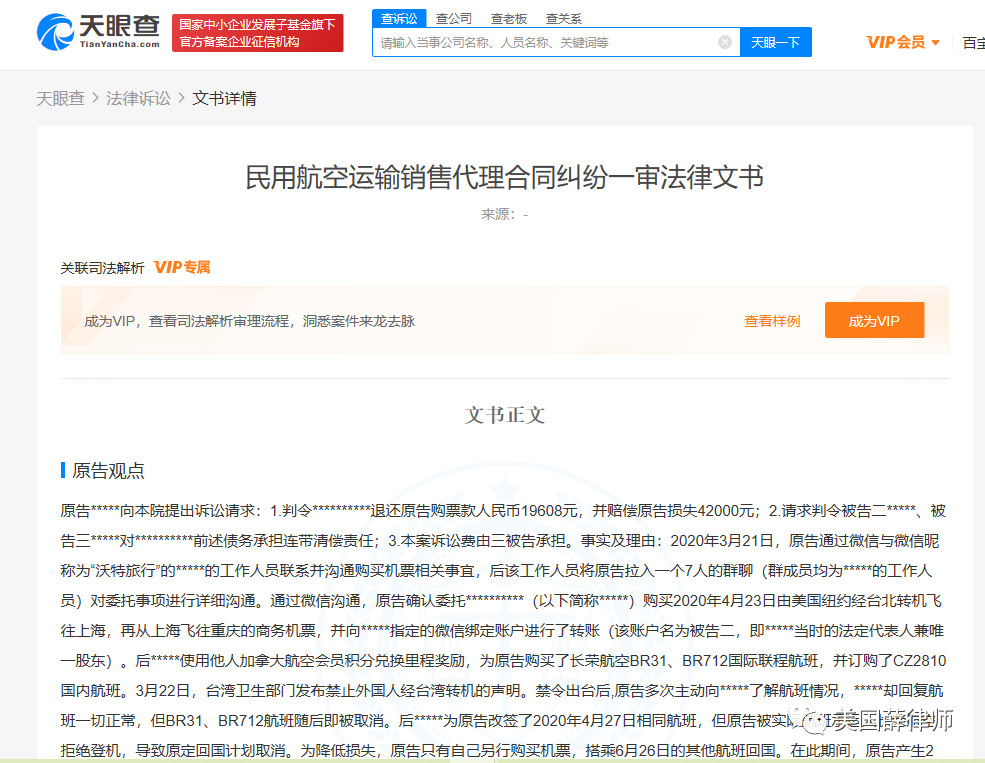 天眼查
TianYanCha.com
国家中小企业发展子基金旗下
官方备案企业征信机构
查诉讼 查公司 查老板 查关系
请输入当事公司名称、人员名称、关键词等
天眼一下
VIP会员
百宝
天眼查 > 法律诉讼 > 文书详情
民用航空运输销售代理合同纠纷一审法律文书
来源：-
关联司法解析 VIP专属
成为VIP，查看司法解析审理流程，洞悉案件来龙去脉
查看样例
成为VIP
文书正文
原告观点
原告*****向本院提出诉讼请求：1.判令**********退还原告购票款人民币19608元，并赔偿原告损失42000元；2.请求判令被告二*****、被
告三*****对**********前述债务承担连带清偿责任；3.本案诉讼费由三被告承担。事实及理由：2020年3月21日，原告通过微信与微信昵
称为“沃特旅行”的*****的工作人员联系并沟通购买机票相关事宜，后该工作人员将原告拉入一个7人的群聊（群成员均为*****的工作人
员）对委托事项进行详细沟通。通过微信沟通，原告确认委托**********（以下简称*****）购买2020年4月23日由美国纽约经台北转机飞
往上海，再从上海飞往重庆的商务机票，并向*****指定的微信绑定账户进行了转账（该账户名为被告二，即*****当时的法定代表人兼唯
一股东）。后*****使用他人加拿大航空会员积分兑换里程奖励，为原告购买了长荣航空BR31、BR712国际联程航班，并订购了CZ2810
国内航班。3月22日，台湾卫生部门发布禁止外国人经台湾转机的声明。禁令出台后,原告多次主动向*****了解航班情况，*****却回复航
班一切正常，但BR31、BR712航班随后即被取消。后*****为原告改签了2020年4月27日相同航班，但原告被实际
美国薛律师
拒绝登机，导致原定回国计划取消。为降低损失，原告只有自己另行购买机票，搭乘6月26日的其他航班回国。在此期间，原告产生2